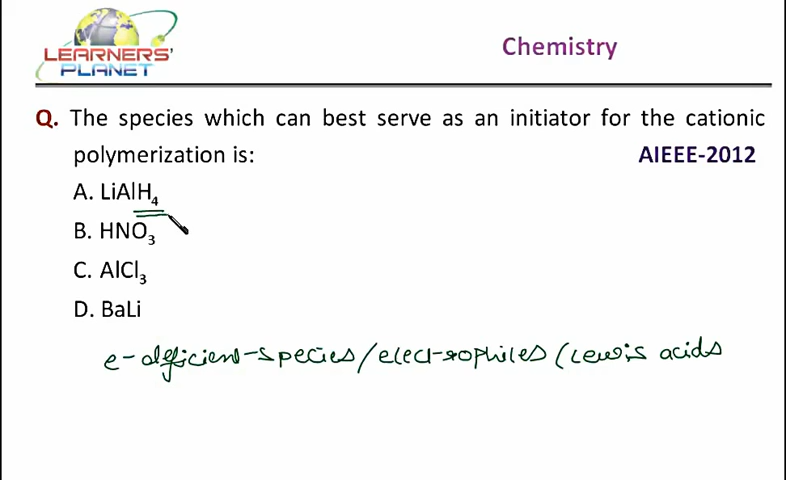 LEARNERS'
PLANET
Chemistry
Q. The species which can best serve as an initiator for the cationic
polymerization is:
AIEEE-2012
A. LiAlH₄
B. HNO₃
C. AlCl₃
D. BaLi
e-deficient-species/electrophiles (Lewis acids